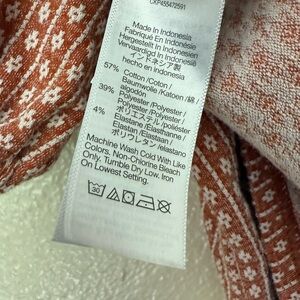 CKP458472591
Made In Indonesia
Fabriqué En Indonésie
Hergestellt In Indonesien
Vervaardigd In Indonesië
インドネシア製
hecho en indonesia
57% Cotton /Coton /
Baumwolle /Katoen /綿 /
algodón
39% Polyester /Polyester /
Polyester /Polyester /
ポリエステル /poliéster
4% Elastane /Elasthanne /
Elastan /Elastaan /
ポリウレタン /elastano
Machine Wash Cold With Like
Colors. Non-Chlorine Bleach
Only. Tumble Dry Low. Iron
On Lowest Setting.